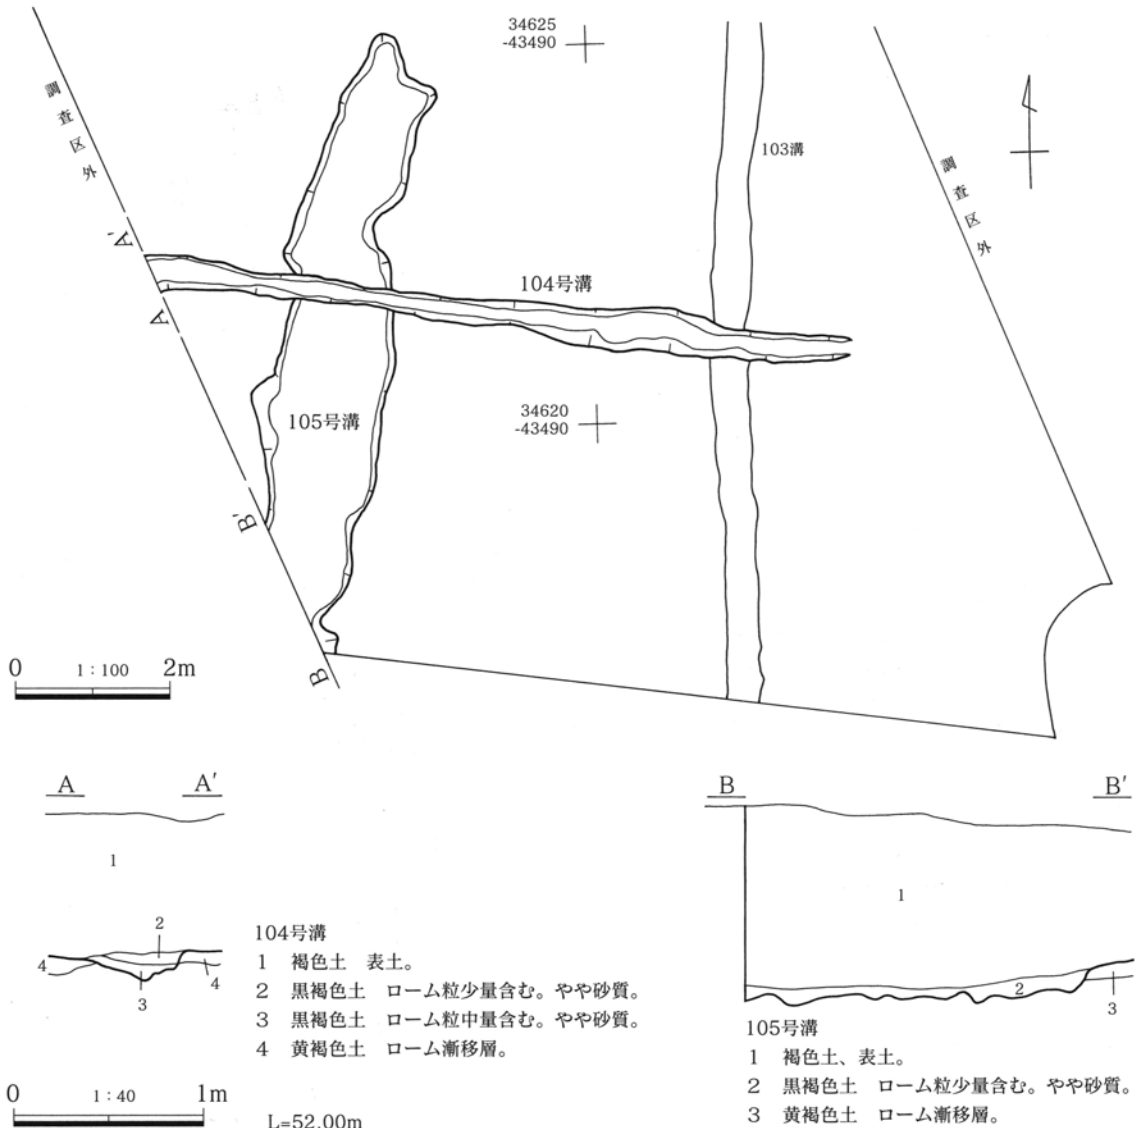 34625
-43490
調査区外
103溝
調査区外
A′
A
104号溝
105号溝
34620
-43490
B′
B
0 1：100 2m
A A′
1
2
4
4
3
104号溝
1 褐色土 表土。
2 黒褐色土 ローム粒少量含む。やや砂質。
3 黒褐色土 ローム粒中量含む。やや砂質。
4 黄褐色土 ローム漸移層。
0 1：40 1m
L=52.00m
B B′
1
2
3
105号溝
1 褐色土、表土。
2 黒褐色土 ローム粒少量含む。やや砂質。
3 黄褐色土 ローム漸移層。